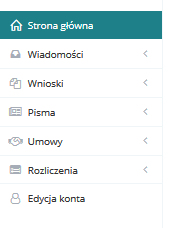 Strona główna
Wiadomości
Wnioski
Pisma
Umowy
Rozliczenia
Edycja konta